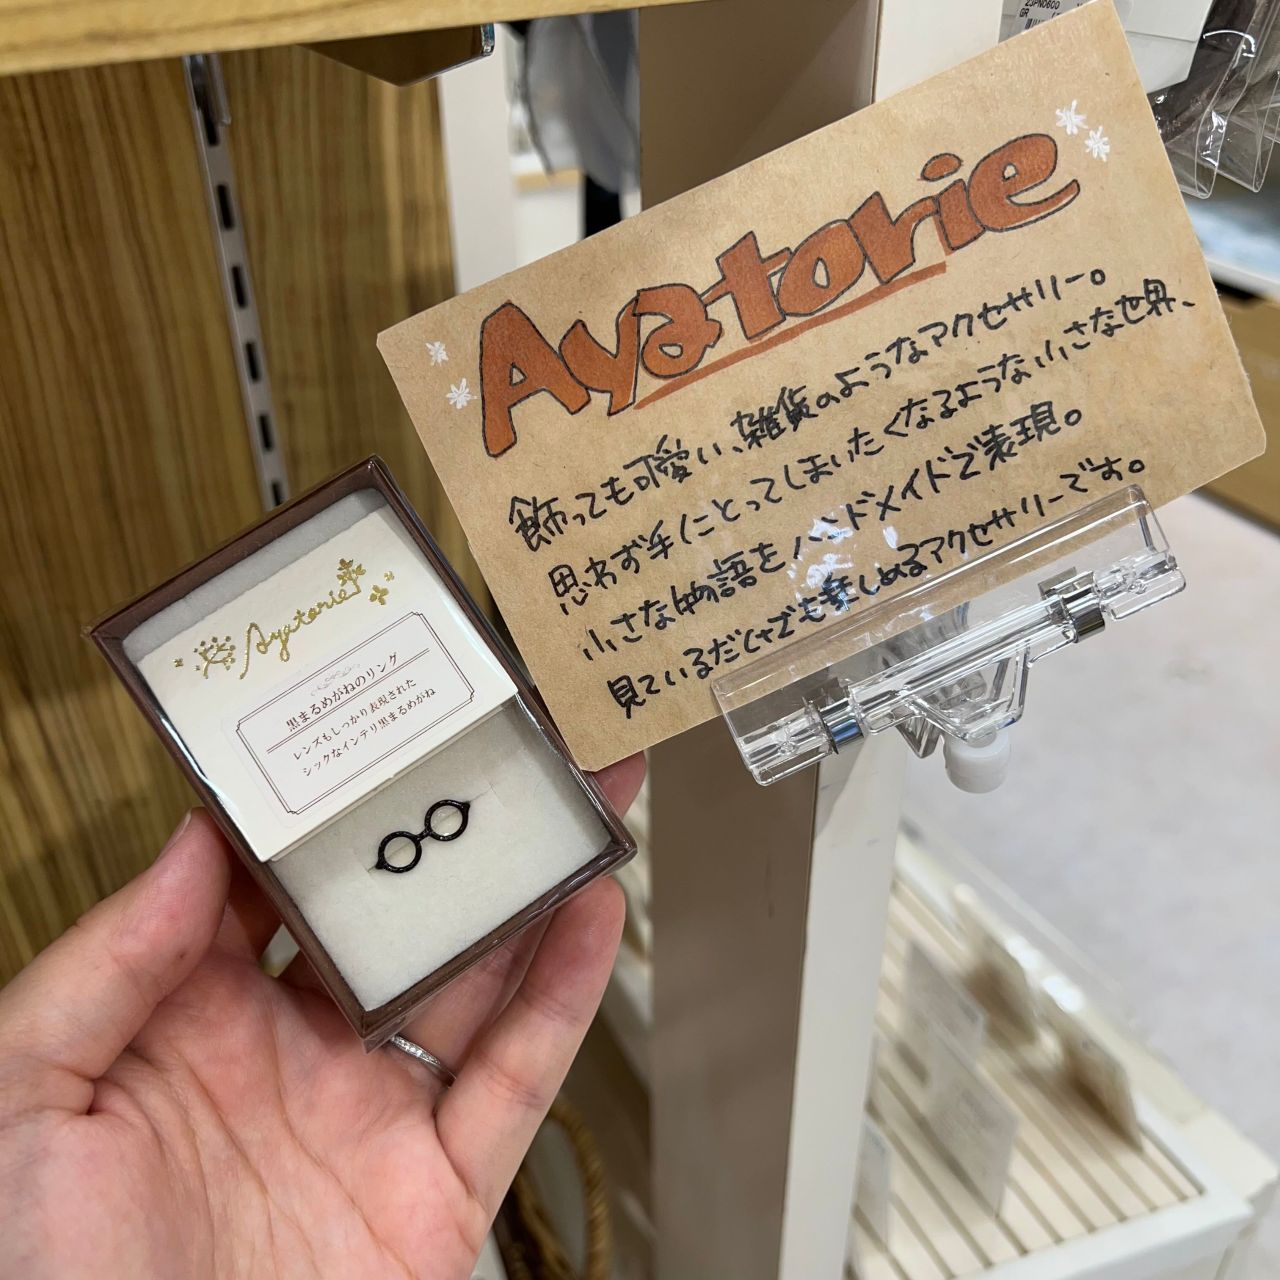 Ayatorie
飾っても可愛い、雑貨のようなアクセサリー。
思わず手にとってしまいたくなるような小さな世界、
小さな物語をハンドメイドで表現。
見ているだけでも楽しめるアクセサリーです。
Ayatorie
黒まるめがねのリング
レンズもしっかり表現された
シックなインテリ黒まるめがね